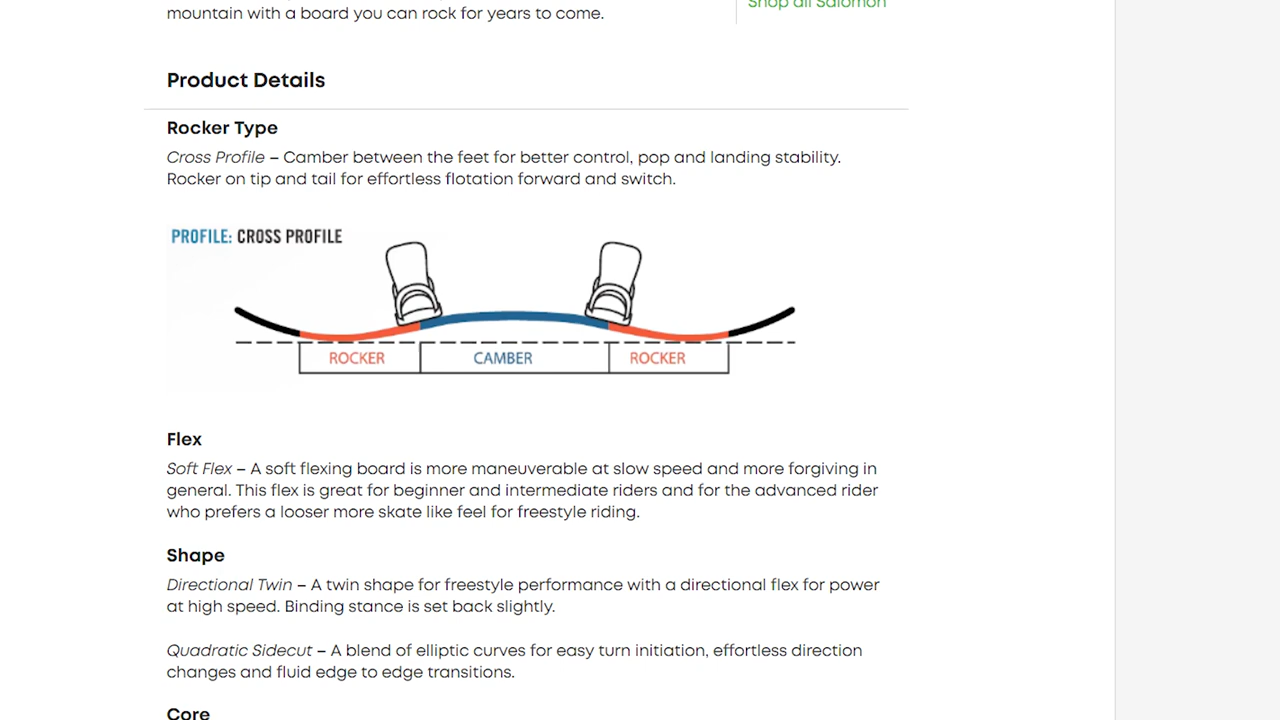 mountain with a board you can rock for years to come.
Shop all Salomon
Product Details
Rocker Type
Cross Profile – Camber between the feet for better control, pop and landing stability.
Rocker on tip and tail for effortless flotation forward and switch.
PROFILE: CROSS PROFILE
ROCKER CAMBER ROCKER
Flex
Soft Flex – A soft flexing board is more maneuverable at slow speed and more forgiving in
general. This flex is great for beginner and intermediate riders and for the advanced rider
who prefers a looser more skate like feel for freestyle riding.
Shape
Directional Twin – A twin shape for freestyle performance with a directional flex for power
at high speed. Binding stance is set back slightly.
Quadratic Sidecut – A blend of elliptic curves for easy turn initiation, effortless direction
changes and fluid edge to edge transitions.
Core